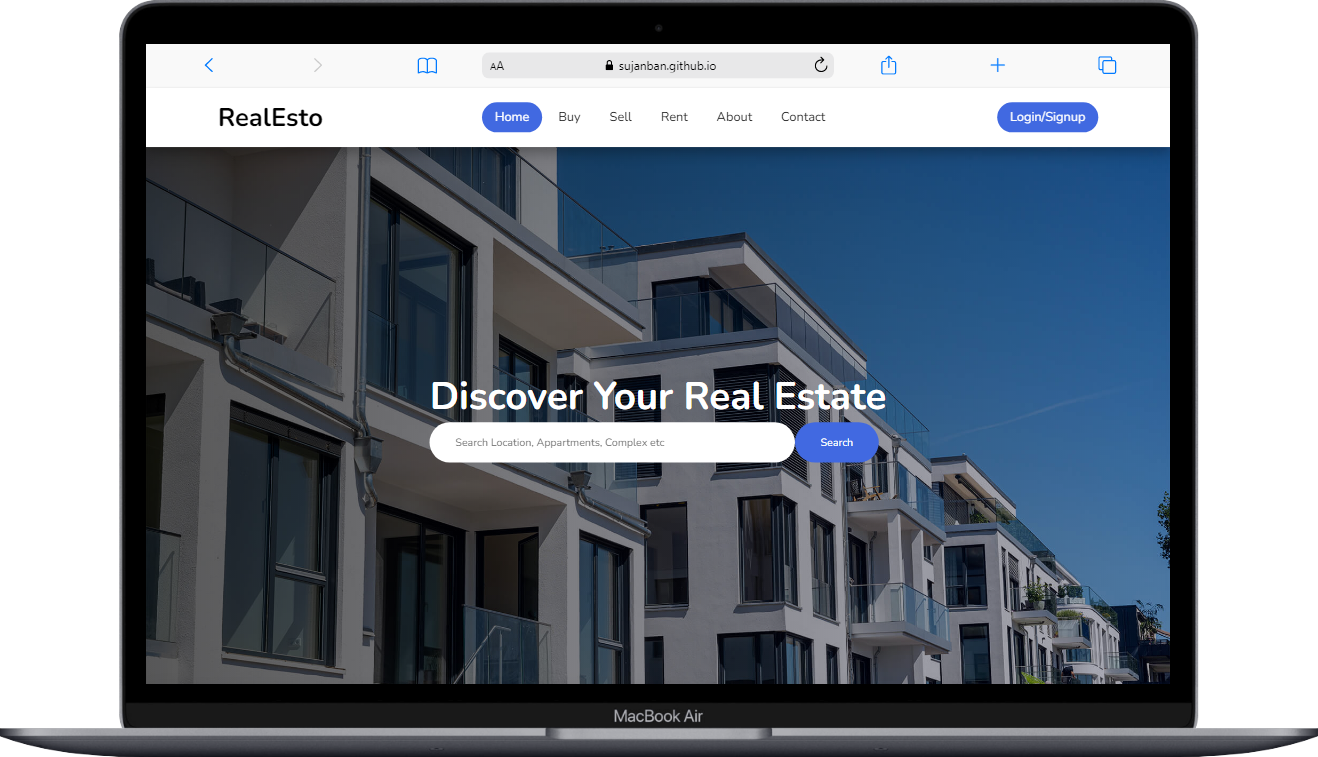 AA sujanban.github.io
RealEsto Home Buy Sell Rent About Contact Login/Signup
Discover Your Real Estate
Search Location, Appartments, Complex etc Search
MacBook Air